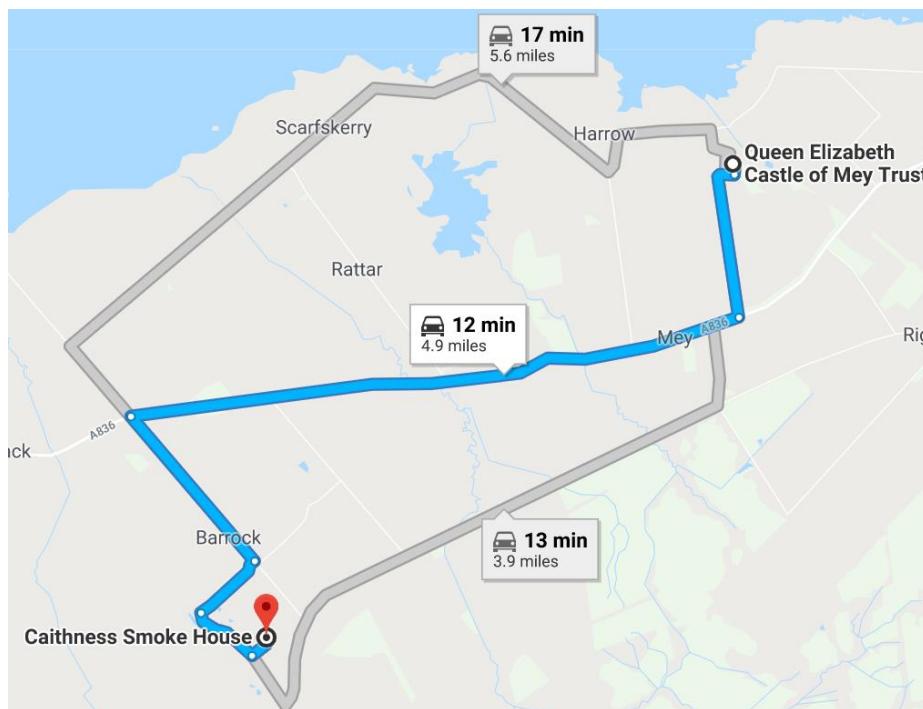 17 min
5.6 miles
Scarfskerry
Harrow
Queen Elizabeth
Castle of Mey Trust
Rattar
12 min
4.9 miles
Mey
A836
Rig
A836
ack
Barrock
13 min
3.9 miles
Caithness Smoke House